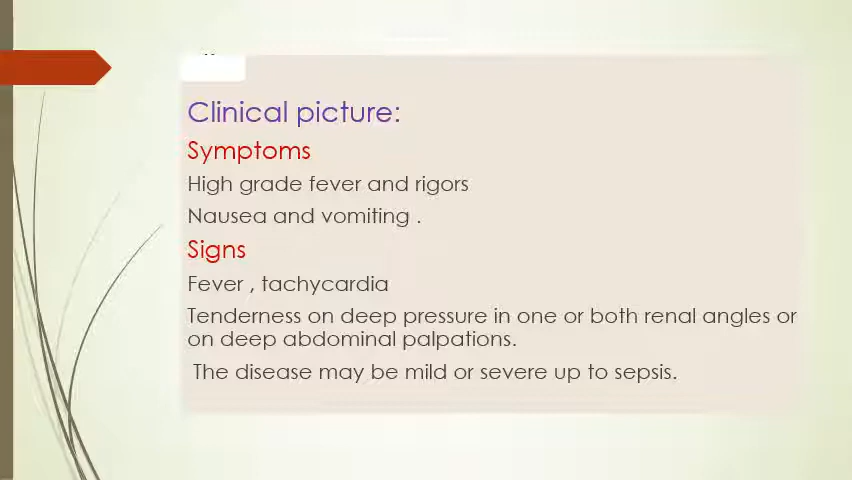 Clinical picture:
Symptoms
High grade fever and rigors
Nausea and vomiting .
Signs
Fever , tachycardia
Tenderness on deep pressure in one or both renal angles or
on deep abdominal palpations.
The disease may be mild or severe up to sepsis.